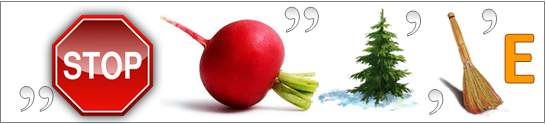 ,, STOP ,, , , , E